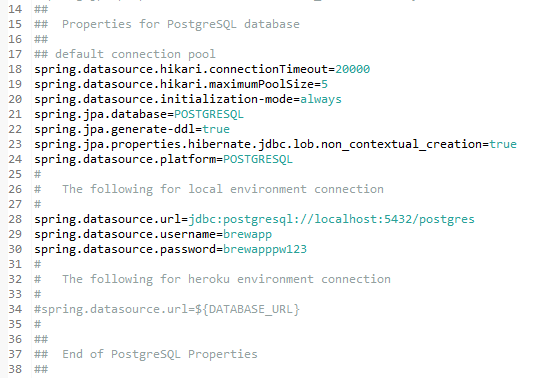 14 ##
15 ##  Properties for PostgreSQL database
16 ##
17 ## default connection pool
18 spring.datasource.hikari.connectionTimeout=20000
19 spring.datasource.hikari.maximumPoolSize=5
20 spring.datasource.initialization-mode=always
21 spring.jpa.database=POSTGRESQL
22 spring.jpa.generate-ddl=true
23 spring.jpa.properties.hibernate.jdbc.lob.non_contextual_creation=true
24 spring.datasource.platform=POSTGRESQL
25 #
26 #   The following for local environment connection
27 #
28 spring.datasource.url=jdbc:postgresql://localhost:5432/postgres
29 spring.datasource.username=brewapp
30 spring.datasource.password=brewapppw123
31 #
32 #   The following for heroku environment connection
33 #
34 #spring.datasource.url=${DATABASE_URL}
35 #
36 ##
37 ##  End of PostgreSQL Properties
38 ##